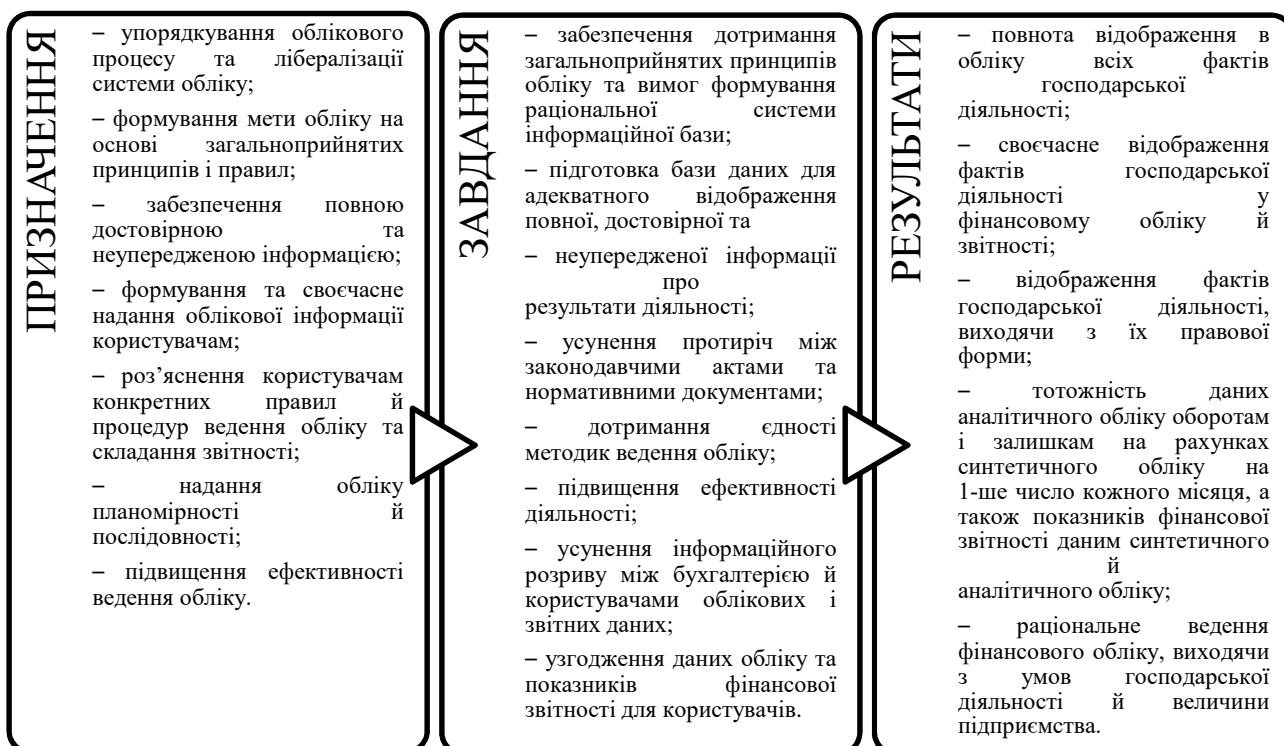 ПРИЗНАЧЕННЯ
– упорядкування облікового
процесу та лібералізації
системи обліку;
– формування мети обліку на
основі загальноприйнятих
принципів і правил;
– забезпечення повною
достовірною та
неупередженою інформацією;
– формування та своєчасне
надання облікової інформації
користувачам;
– роз’яснення користувачам
конкретних правил й
процедур ведення обліку та
складання звітності;
– надання обліку
планомірності й
послідовності;
– підвищення ефективності
ведення обліку.
ЗАВДАННЯ
– забезпечення дотримання
загальноприйнятих принципів
обліку та вимог формування
раціональної системи
інформаційної бази;
– підготовка бази даних для
адекватного відображення
повної, достовірної та
– неупередженої інформації
про
результати діяльності;
– усунення протиріч між
законодавчими актами та
нормативними документами;
– дотримання єдності
методик ведення обліку;
– підвищення ефективності
діяльності;
– усунення інформаційного
розриву між бухгалтерією й
користувачами облікових і
звітних даних;
– узгодження даних обліку та
показників фінансової
звітності для користувачів.
РЕЗУЛЬТАТИ
– повнота відображення в
обліку всіх фактів
господарської
діяльності;
– своєчасне відображення
фактів господарської
діяльності у
фінансовому обліку й
звітності;
– відображення фактів
господарської діяльності,
виходячи з їх правової
форми;
– тотожність даних
аналітичного обліку оборотам
і залишкам на рахунках
синтетичного обліку на
1-ше число кожного місяця, а
також показників фінансової
звітності даним синтетичного
й
аналітичного обліку;
– раціональне ведення
фінансового обліку, виходячи
з умов господарської
діяльності й величини
підприємства.